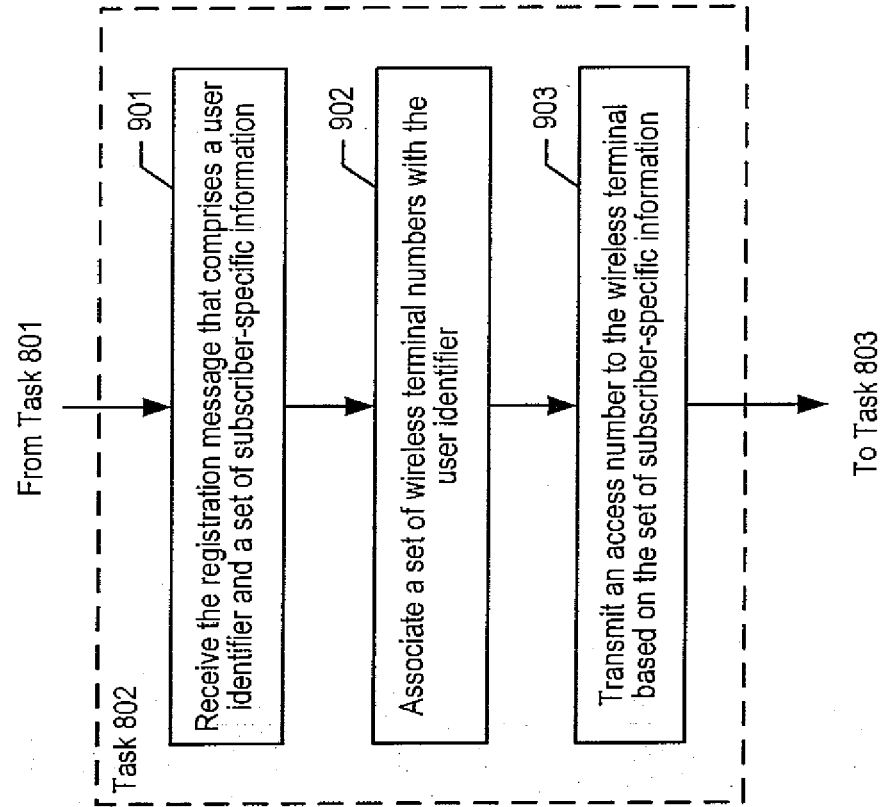 From Task 801
Task 802
901
Receive the registration message that comprises a user
identifier and a set of subscriber-specific information
902
Associate a set of wireless terminal numbers with the
user identifier
903
Transmit an access number to the wireless terminal
based on the set of subscriber-specific information
To Task 803